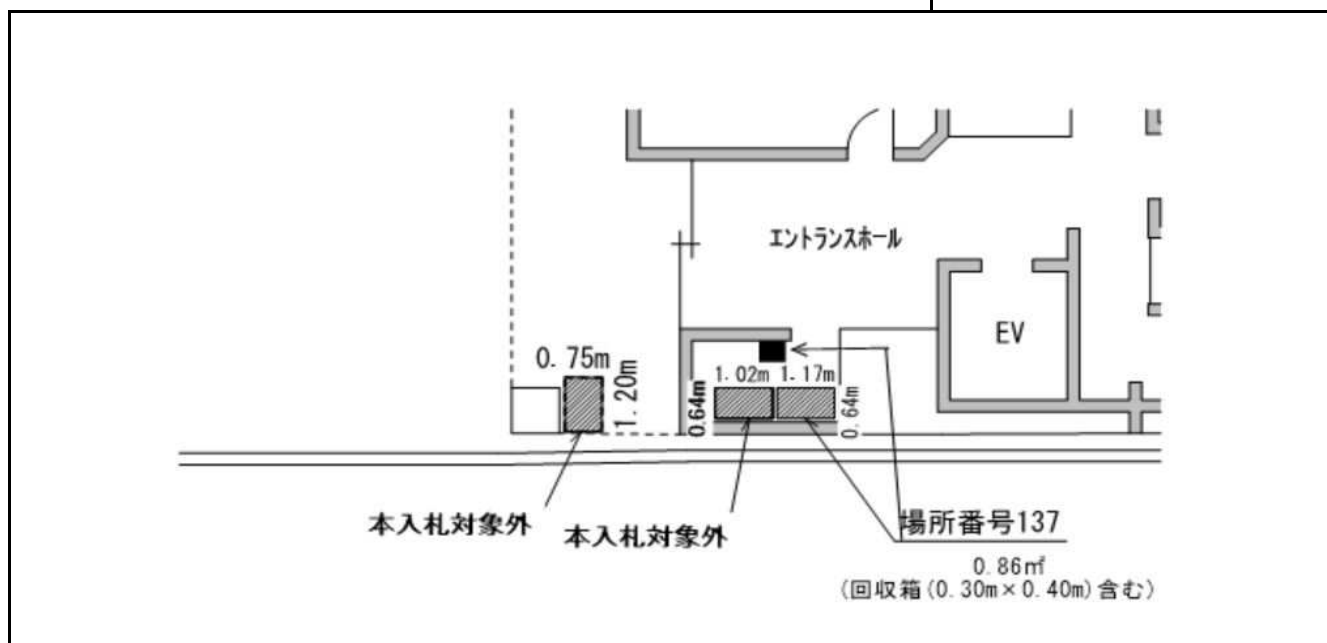 エントランスホール
EV
0.75m
1.20m
1.02m
1.17m
0.64m
0.64m
本入札対象外
本入札対象外
場所番号137
0.86㎡
(回収箱(0.30m×0.40m)含む)